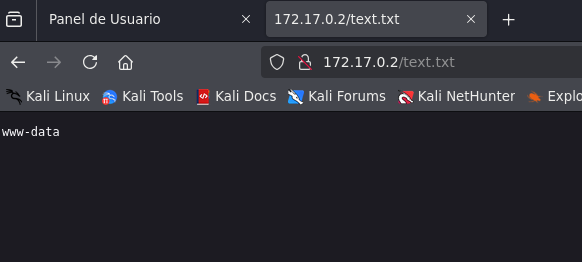 Panel de Usuario
172.17.0.2/text.txt
172.17.0.2/text.txt
Kali Linux Kali Tools Kali Docs Kali Forums Kali NetHunter Explo
www-data